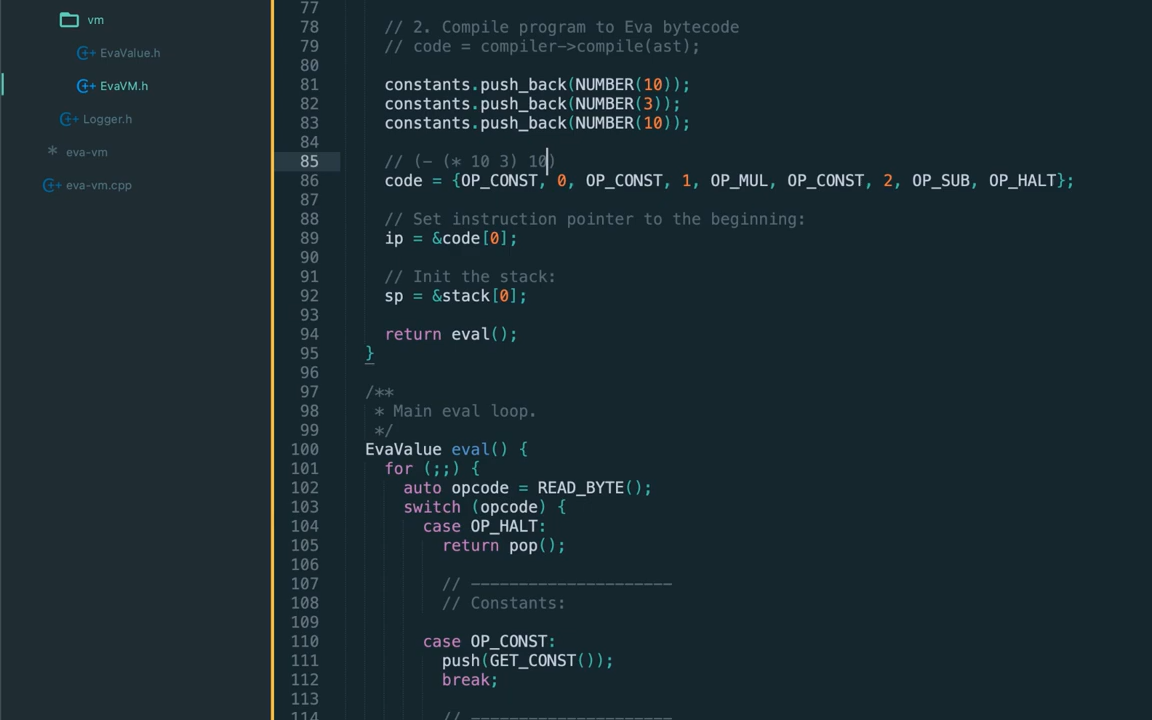 vm
EvaValue.h
EvaVM.h
Logger.h
eva-vm
eva-vm.cpp
77
78 // 2. Compile program to Eva bytecode
79 // code = compiler->compile(ast);
80
81 constants.push_back(NUMBER(10));
82 constants.push_back(NUMBER(3));
83 constants.push_back(NUMBER(10));
84
85 // (- (* 10 3) 10)
86 code = {OP_CONST, 0, OP_CONST, 1, OP_MUL, OP_CONST, 2, OP_SUB, OP_HALT};
87
88 // Set instruction pointer to the beginning:
89 ip = &code[0];
90
91 // Init the stack:
92 sp = &stack[0];
93
94 return eval();
95 }
96
97 /**
98 * Main eval loop.
99 */
100 EvaValue eval() {
101 for (;;) {
102 auto opcode = READ_BYTE();
103 switch (opcode) {
104 case OP_HALT:
105 return pop();
106
107 // ---------------------
108 // Constants:
109
110 case OP_CONST:
111 push(GET_CONST());
112 break;
113
114 // ---------------------